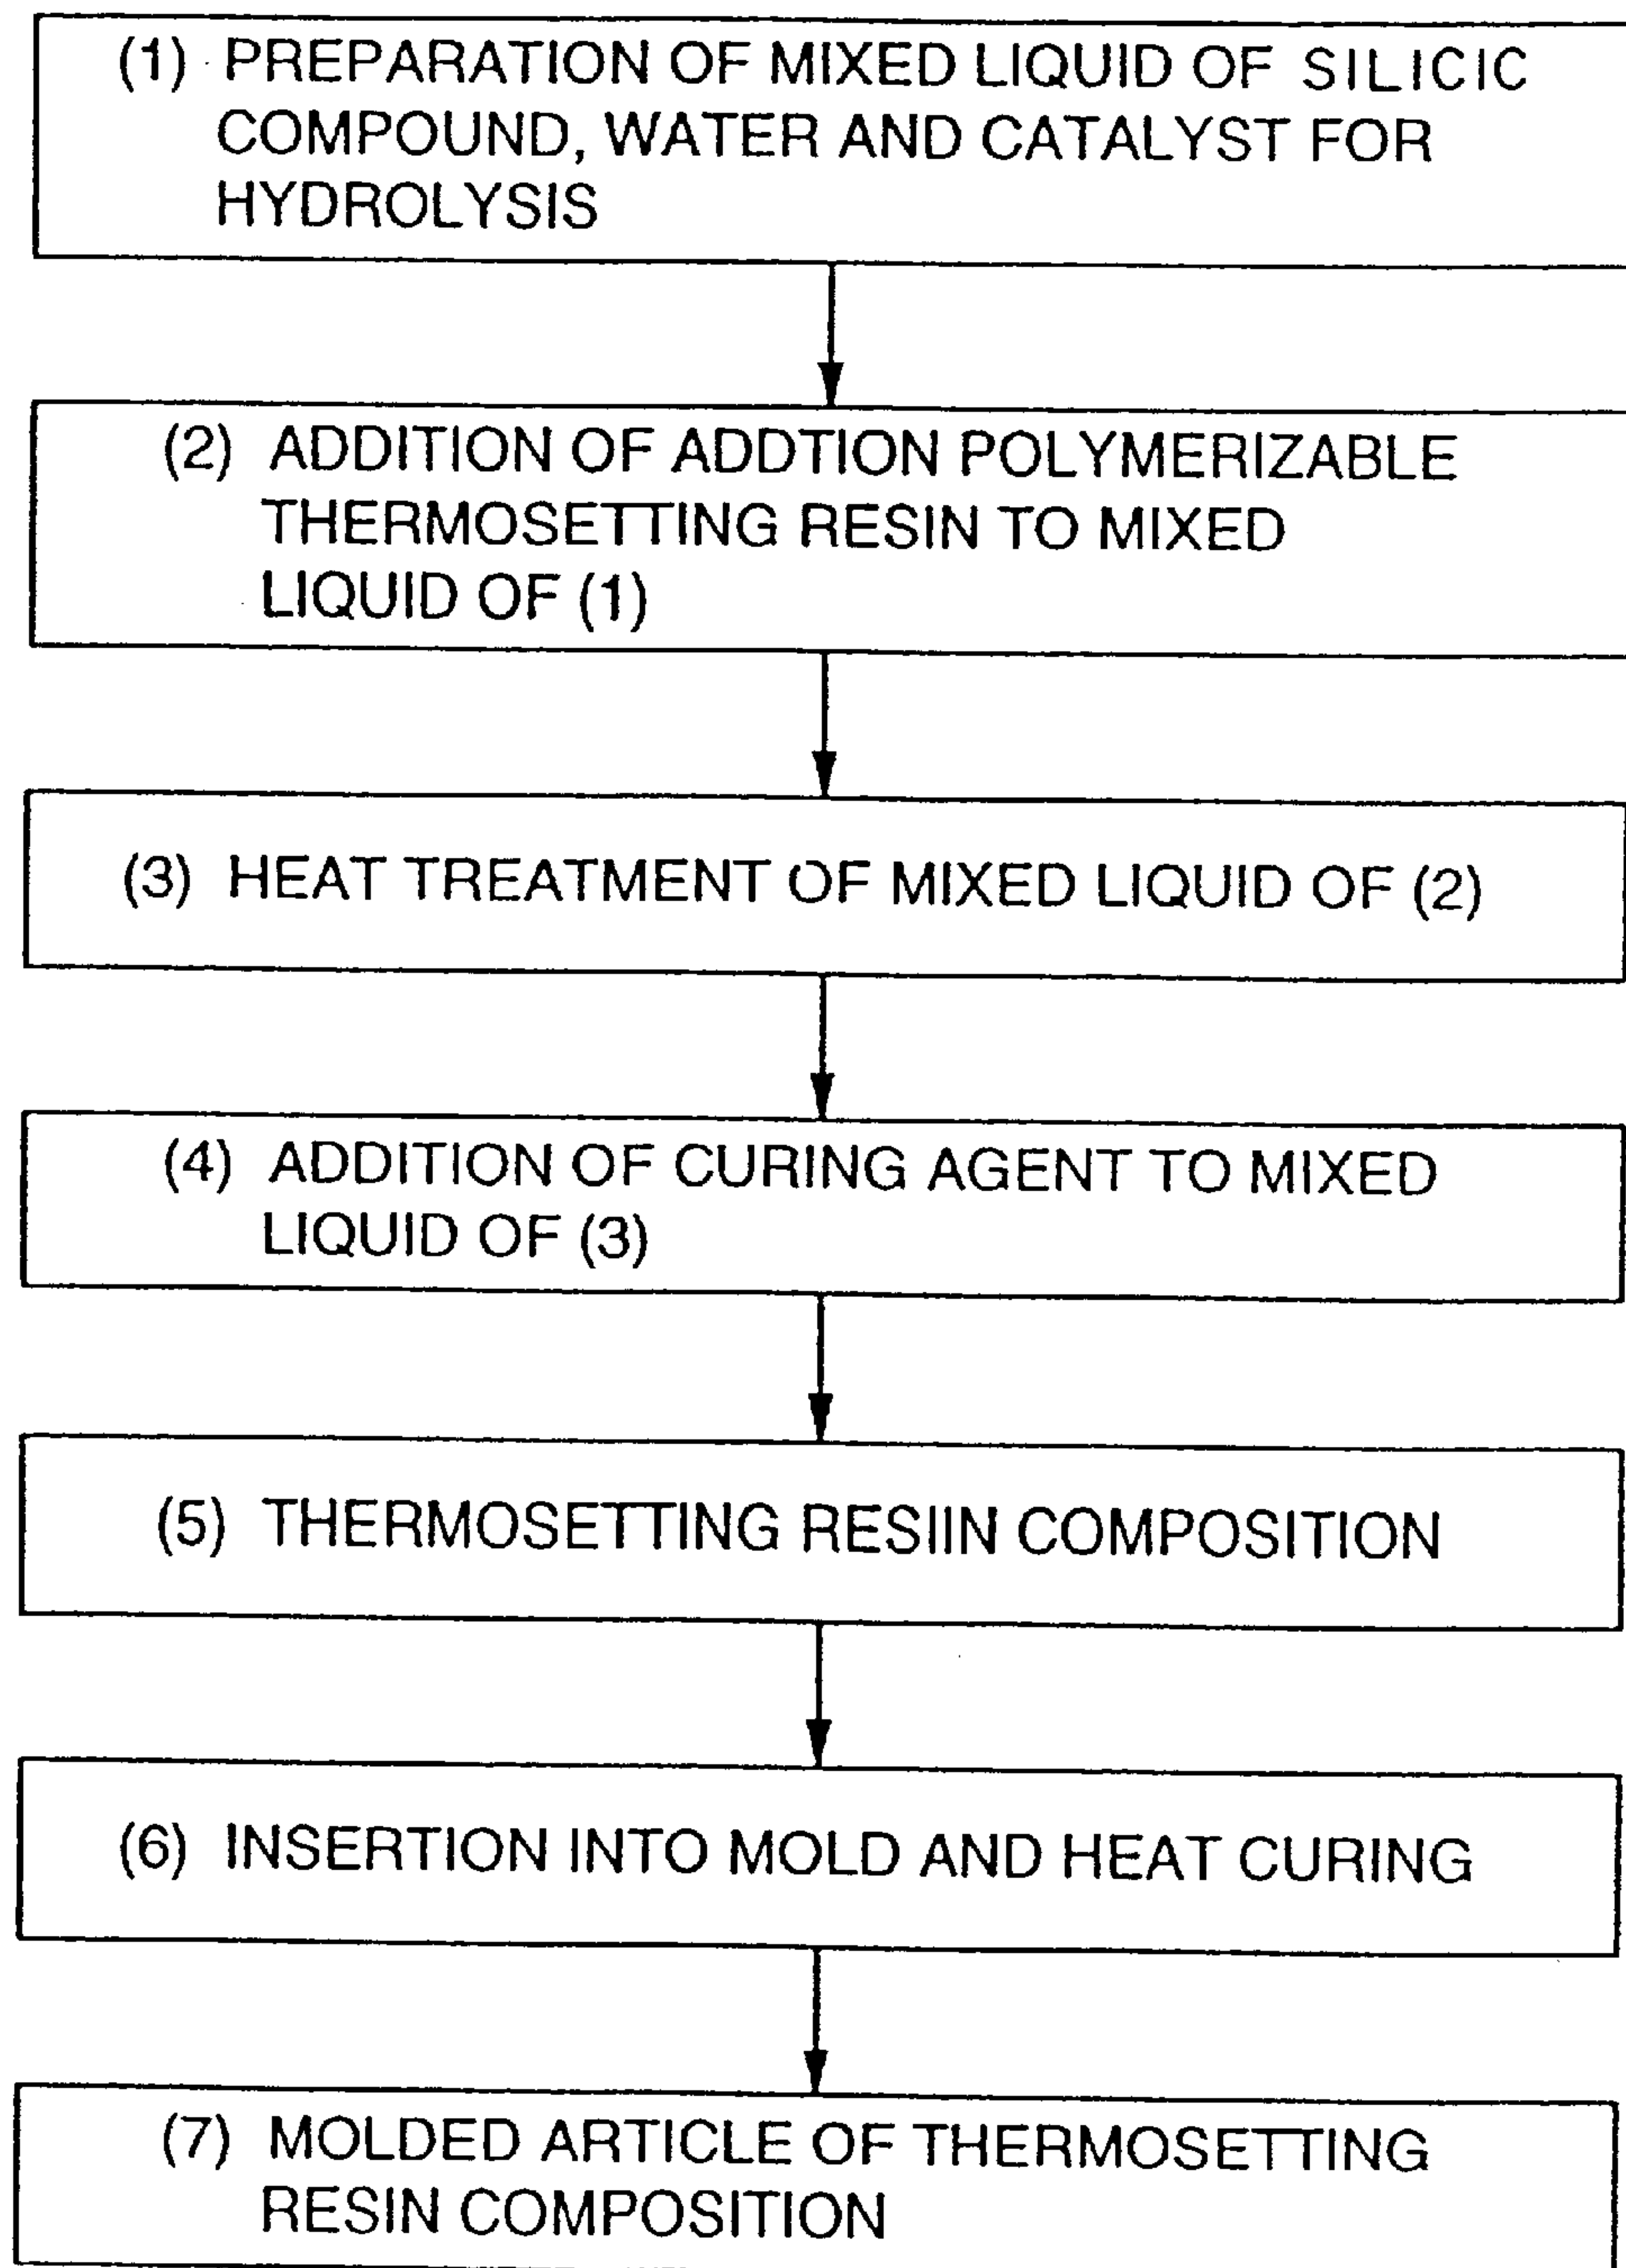 (1) PREPARATION OF MIXED LIQUID OF SILICIC
COMPOUND, WATER AND CATALYST FOR
HYDROLYSIS
(2) ADDITION OF ADDTION POLYMERIZABLE
THERMOSETTING RESIN TO MIXED
LIQUID OF (1)
(3) HEAT TREATMENT OF MIXED LIQUID OF (2)
(4) ADDITION OF CURING AGENT TO MIXED
LIQUID OF (3)
(5) THERMOSETTING RESIIN COMPOSITION
(6) INSERTION INTO MOLD AND HEAT CURING
(7) MOLDED ARTICLE OF THERMOSETTING
RESIN COMPOSITION